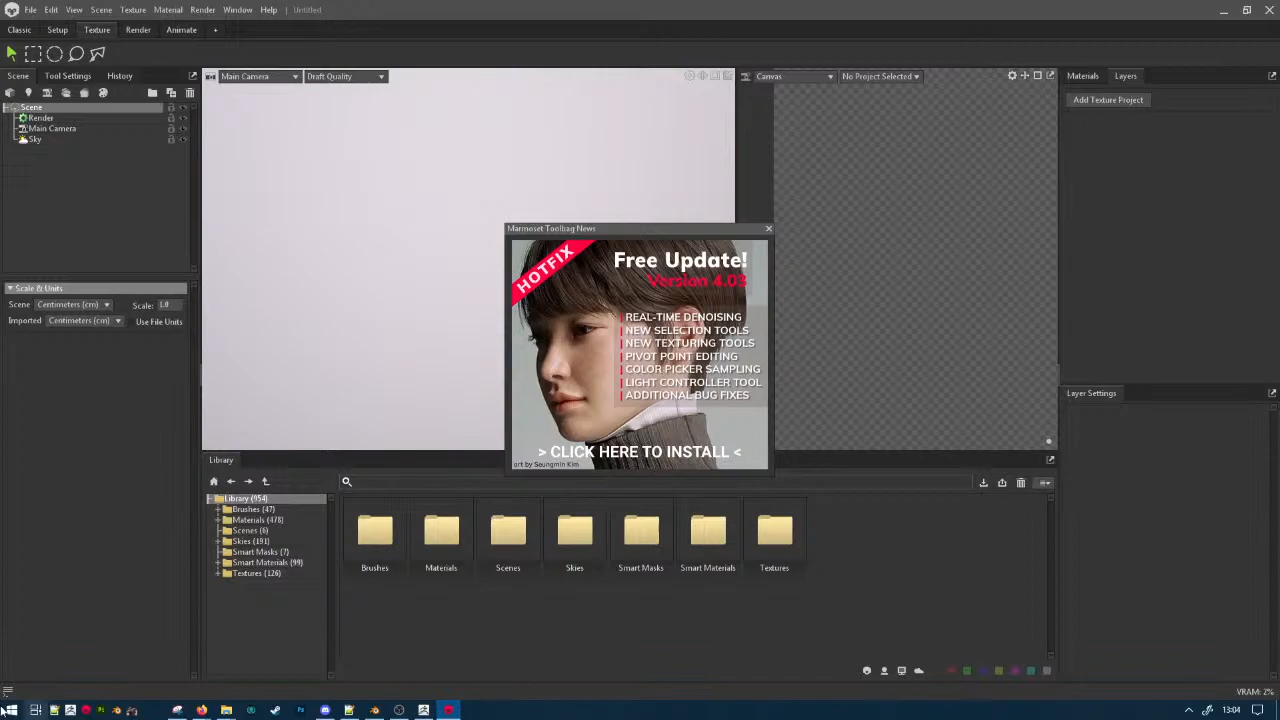 File Edit View Scene Texture Material Render Window Help Untitled
Classic Setup Texture Render Animate +
Scene Tool Settings History
Main Camera Draft Quality
Canvas No Project Selected
Materials Layers
Add Texture Project
Scene
Render
Main Camera
Sky
Scale & Units
Scene Centimeters (cm) Scale: 1.0
Imported Centimeters (cm) Use File Units
Marmoset Toolbag News
HOTFIX
Free Update!
Version 4.03
REAL-TIME DENOISING
NEW SELECTION TOOLS
NEW TEXTURING TOOLS
PIVOT POINT EDITING
COLOR PICKER SAMPLING
LIGHT CONTROLLER TOOL
ADDITIONAL BUG FIXES
> CLICK HERE TO INSTALL <
art by Seungmin Kim
Layer Settings
Library
Library (954)
Brushes (47)
Materials (478)
Scenes (6)
Skies (191)
Smart Masks (7)
Smart Materials (99)
Textures (126)
Brushes Materials Scenes Skies Smart Masks Smart Materials Textures
VRAM: 2%
13:04